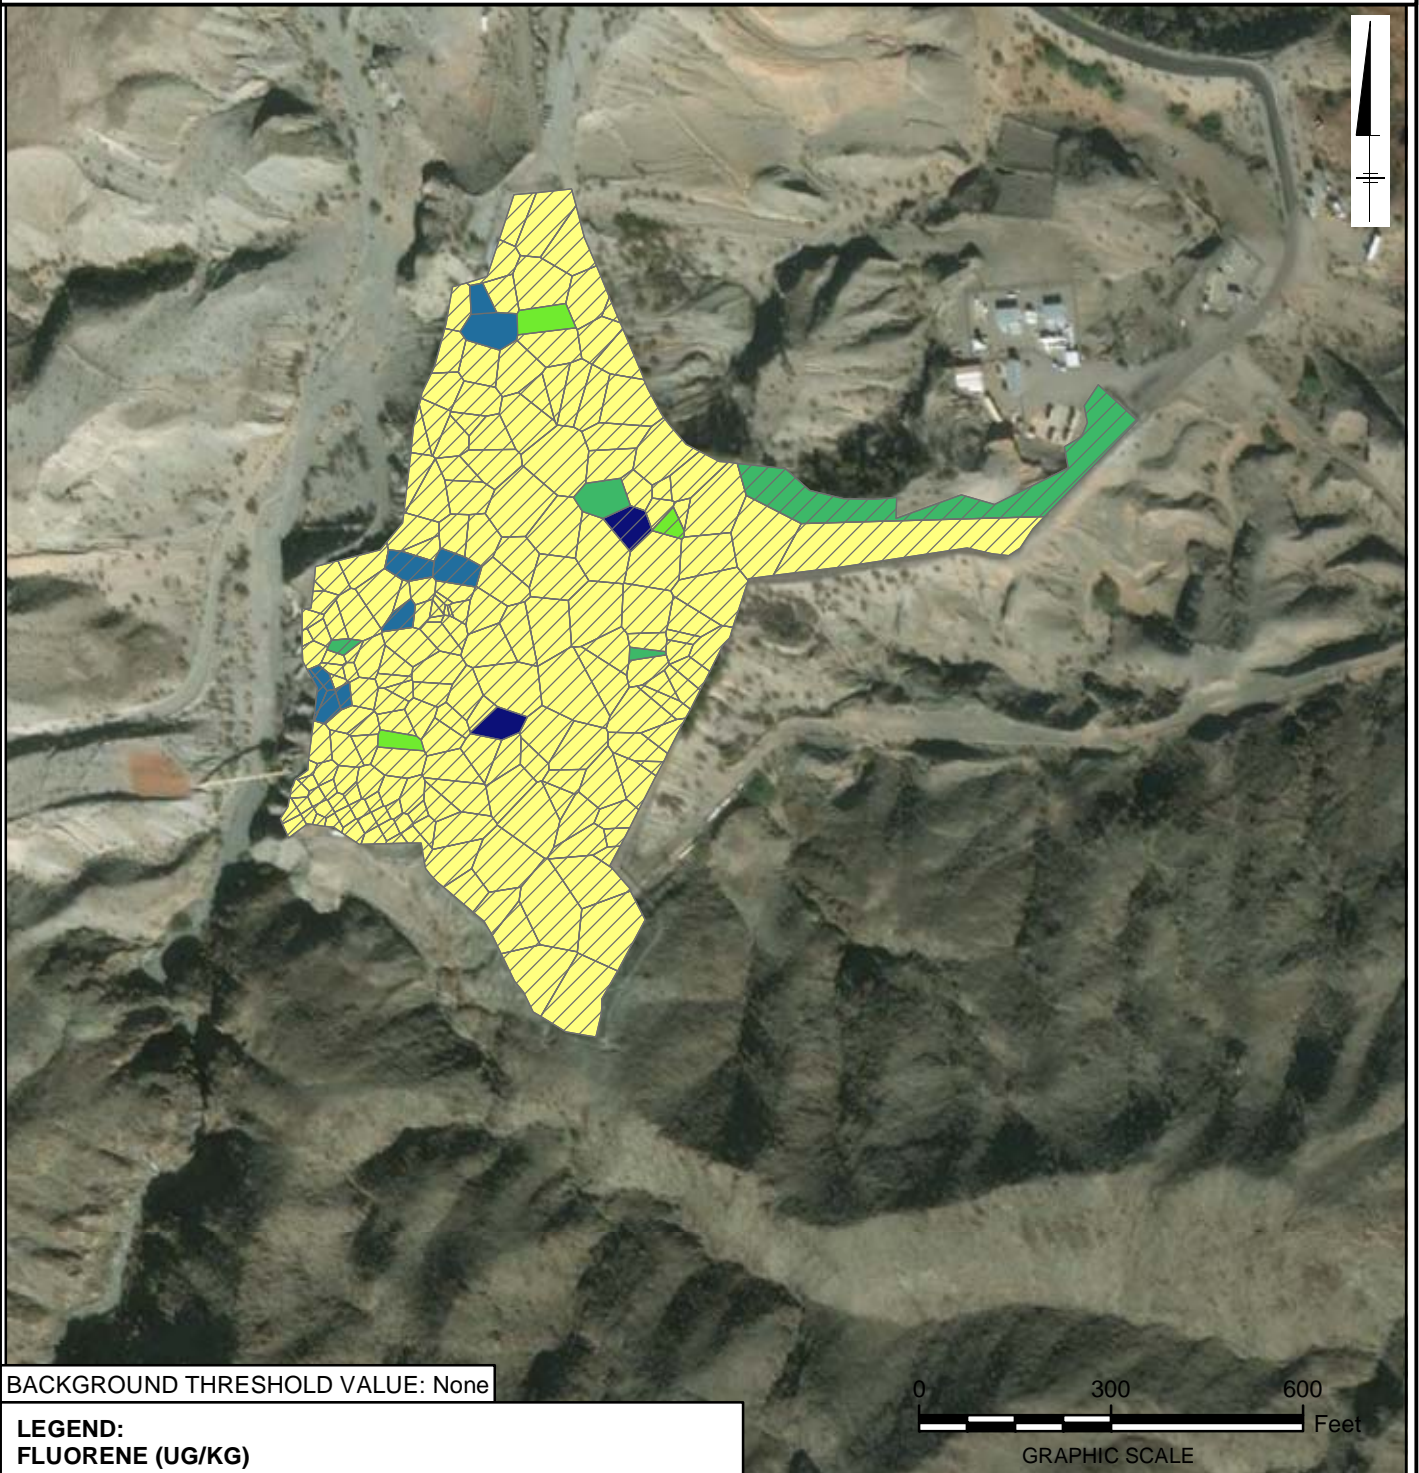 BACKGROUND THRESHOLD VALUE: None
LEGEND:
FLUORENE (UG/KG)
0 300 600
Feet
GRAPHIC SCALE